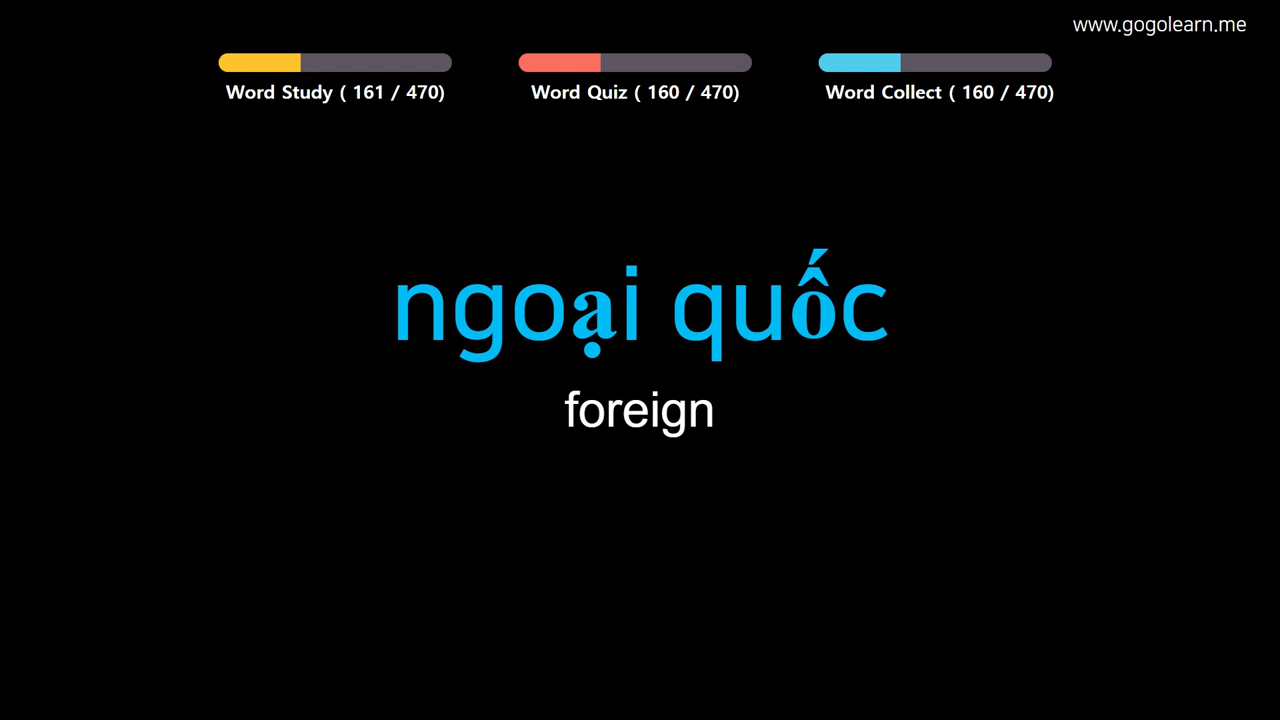 www.gogolearn.me
Word Study ( 161 / 470)
Word Quiz ( 160 / 470)
Word Collect ( 160 / 470)
ngoại quốc
foreign